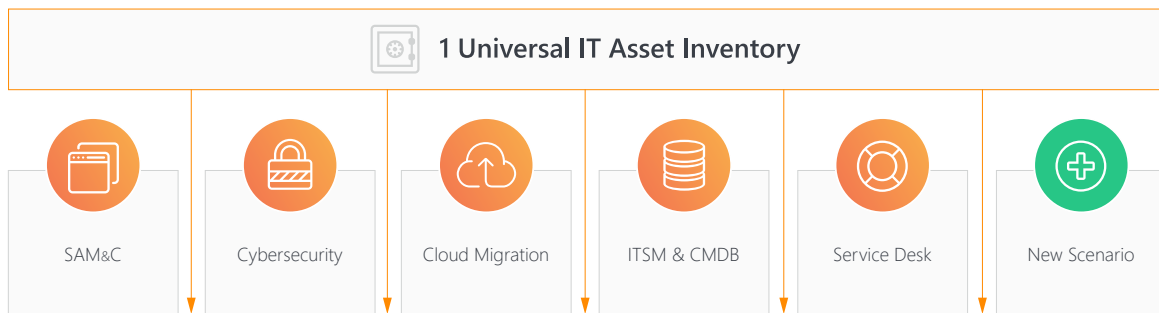 1 Universal IT Asset Inventory
SAM&C
Cybersecurity
Cloud Migration
ITSM & CMDB
Service Desk
New Scenario